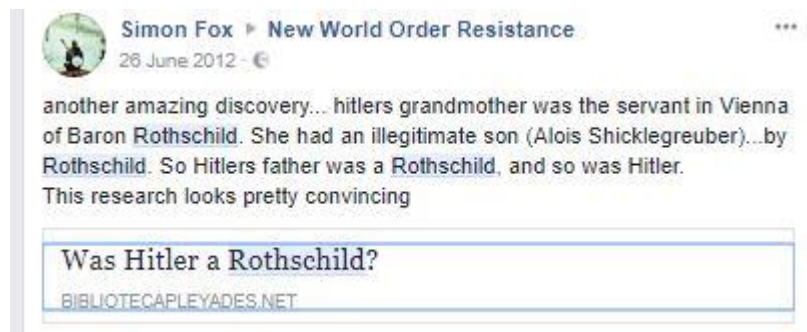 Simon Fox ▸ New World Order Resistance
26 June 2012 ·
another amazing discovery... hitlers grandmother was the servant in Vienna
of Baron Rothschild. She had an illegitimate son (Alois Shicklegreuber)...by
Rothschild. So Hitlers father was a Rothschild, and so was Hitler.
This research looks pretty convincing
Was Hitler a Rothschild?
BIBLIOTECAPLEYADES.NET